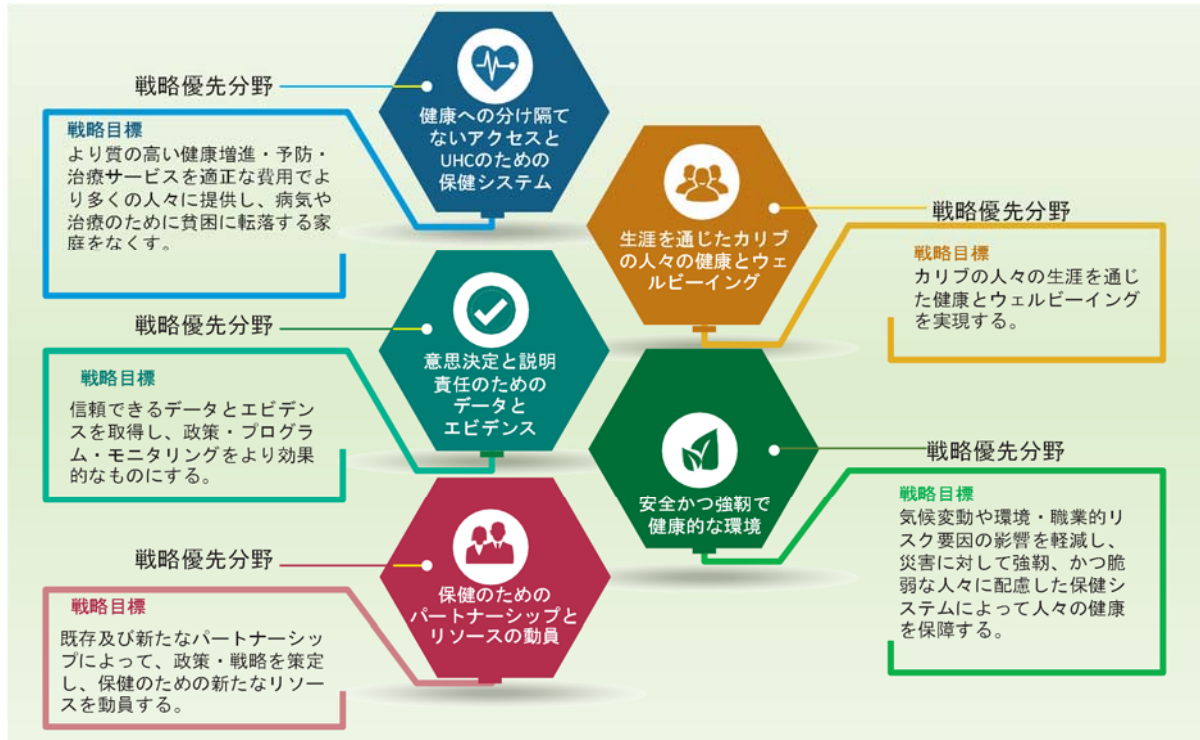 戦略優先分野
健康への分け隔て
ないアクセスと
UHCのための
保健システム
戦略目標
より質の高い健康増進・予防・
治療サービスを適正な費用でよ
り多くの人々に提供し、病気や
治療のために貧困に転落する家
庭をなくす。
戦略優先分野
生涯を通じたカリブ
の人々の健康とウェ
ルビーイング
戦略目標
カリブの人々の生涯を通じ
た健康とウェルビーイング
を実現する。
戦略優先分野
意思決定と説明
責任のための
データと
エビデンス
戦略目標
信頼できるデータとエビデン
スを取得し、政策・プログラ
ム・モニタリングをより効果
的なものにする。
戦略優先分野
安全かつ強靭で
健康的な環境
戦略目標
気候変動や環境・職業的リ
スク要因の影響を軽減し、
災害に対して強靭、かつ脆
弱な人々に配慮した保健シ
ステムによって人々の健康
を保障する。
戦略優先分野
保健のための
パートナーシップと
リソースの動員
戦略目標
既存及び新たなパートナーシッ
プによって、政策・戦略を策定
し、保健のための新たなリソー
スを動員する。